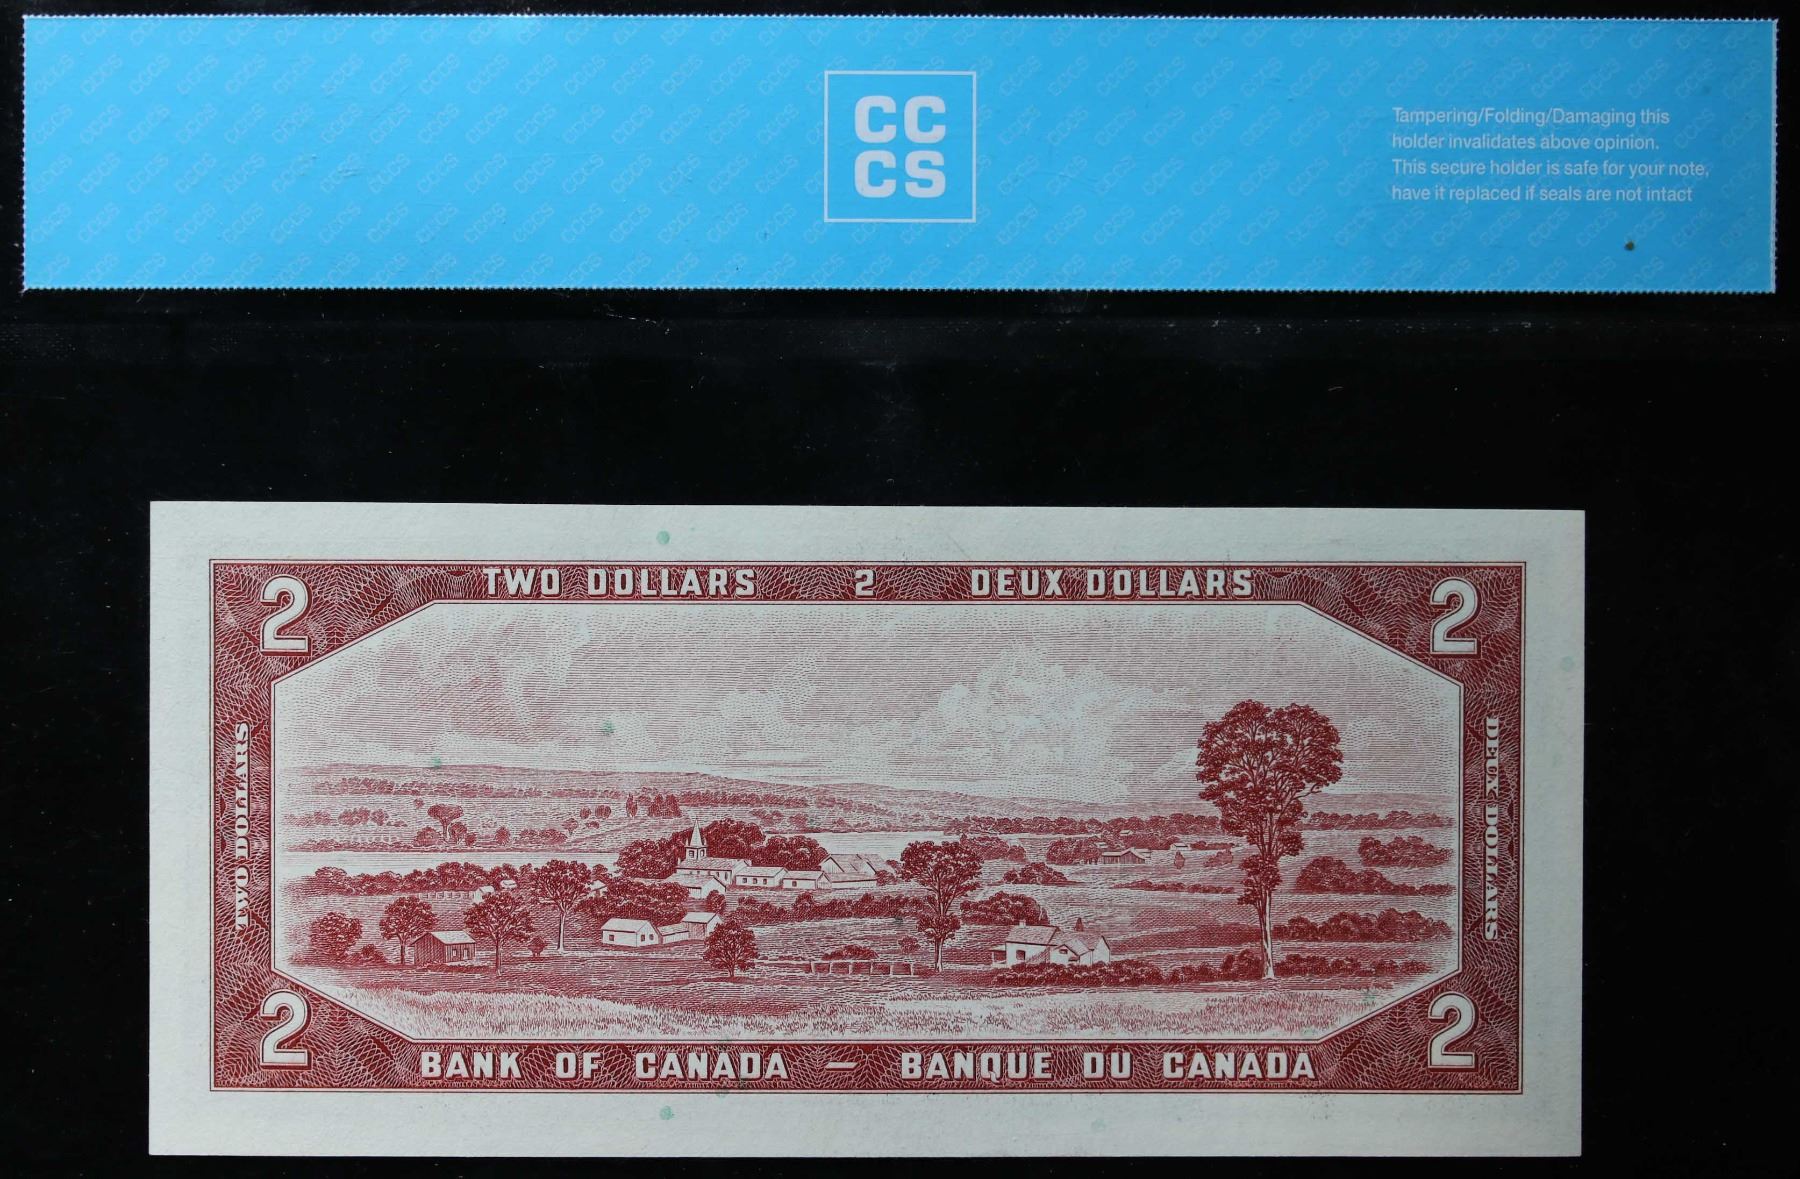 CC
CS
Tampering/Folding/Damaging this
holder invalidates above opinion.
This secure holder is safe for your note,
have it replaced if seals are not intact
TWO DOLLARS 2 DEUX DOLLARS
2
2
TWO DOLLARS
DEUX DOLLARS
2
2
BANK OF CANADA — BANQUE DU CANADA